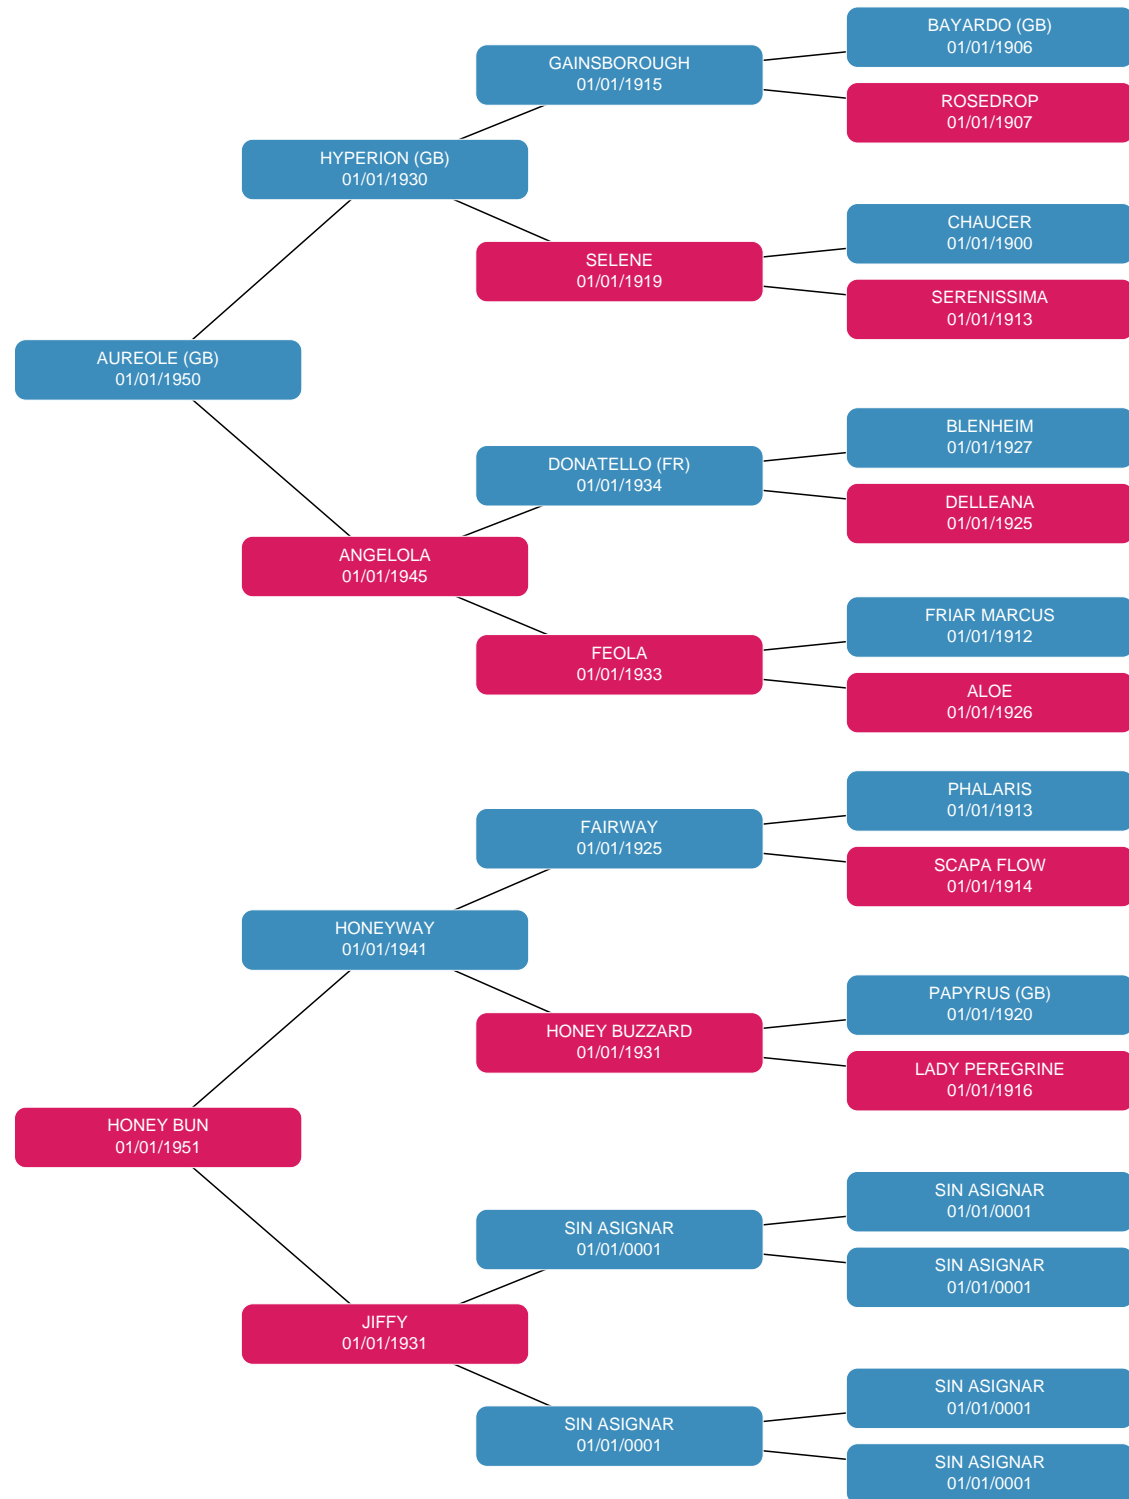 BAYARDO (GB)
01/01/1906
GAINSBOROUGH
01/01/1915
ROSEDROP
01/01/1907
HYPERION (GB)
01/01/1930
CHAUCER
01/01/1900
SELENE
01/01/1919
SERENISSIMA
01/01/1913
AUREOLE (GB)
01/01/1950
BLENHEIM
01/01/1927
DONATELLO (FR)
01/01/1934
DELLEANA
01/01/1925
ANGELOLA
01/01/1945
FRIAR MARCUS
01/01/1912
FEOLA
01/01/1933
ALOE
01/01/1926
PHALARIS
01/01/1913
FAIRWAY
01/01/1925
SCAPA FLOW
01/01/1914
HONEYWAY
01/01/1941
PAPYRUS (GB)
01/01/1920
HONEY BUZZARD
01/01/1931
LADY PEREGRINE
01/01/1916
HONEY BUN
01/01/1951
SIN ASIGNAR
01/01/0001
SIN ASIGNAR
01/01/0001
SIN ASIGNAR
01/01/0001
JIFFY
01/01/1931
SIN ASIGNAR
01/01/0001
SIN ASIGNAR
01/01/0001
SIN ASIGNAR
01/01/0001